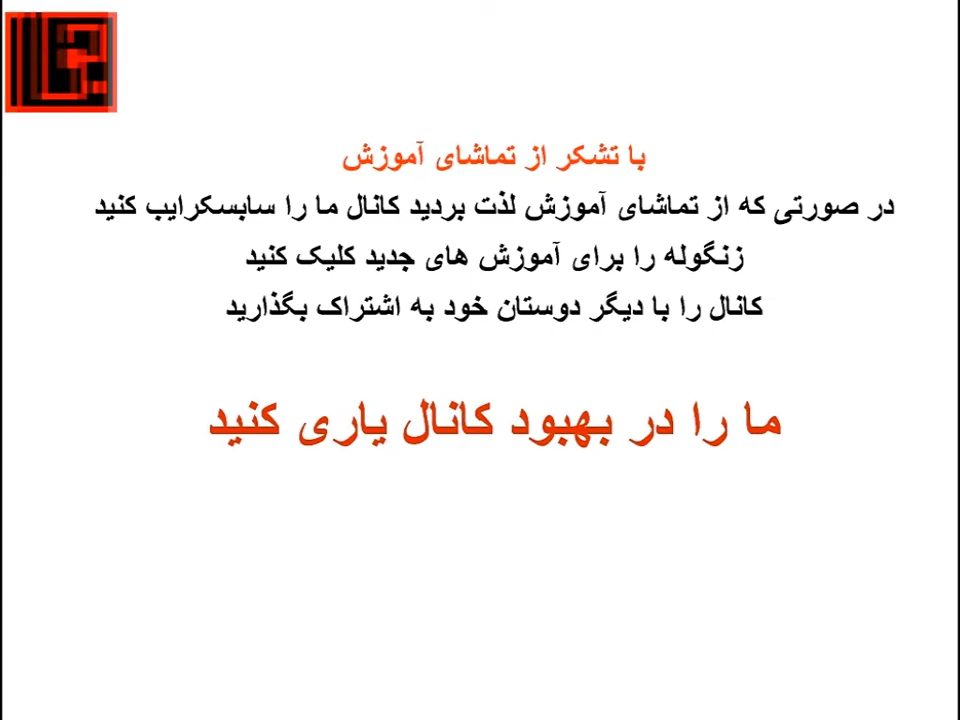 با تشکر از تماشای آموزش
در صورتی که از تماشای آموزش لذت بردید کانال ما را سابسکرایب کنید
زنگوله را برای آموزش های جدید کلیک کنید
کانال را با دیگر دوستان خود به اشتراک بگذارید
ما را در بهبود کانال یاری کنید